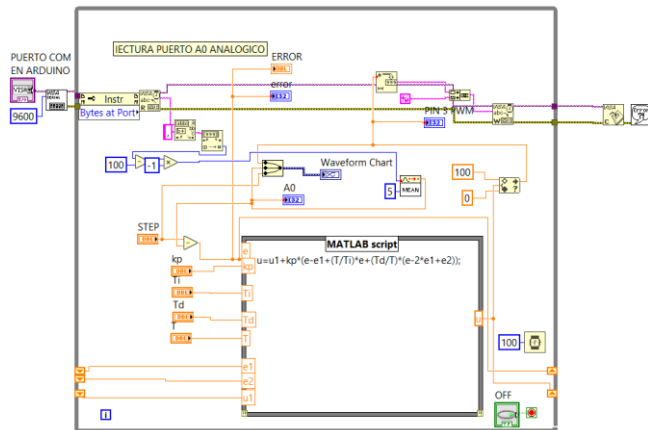 lECTURA PUERTO A0 ANALOGICO
ERROR
PUERTO COM
EN ARDUINO
error
Instr
Bytes at Port
9600
PIN 3 PWM
100
-1
Waveform Chart
5
MEAN
100
0
A0
STEP
MATLAB script
u=u1+kp*(e-e1+(T/Ti)*e+(Td/T)*(e-2*e1+e2));
e
kp
kp
Ti
Ti
Td
Td
T
T
u
100
e1
e2
u1
OFF
i